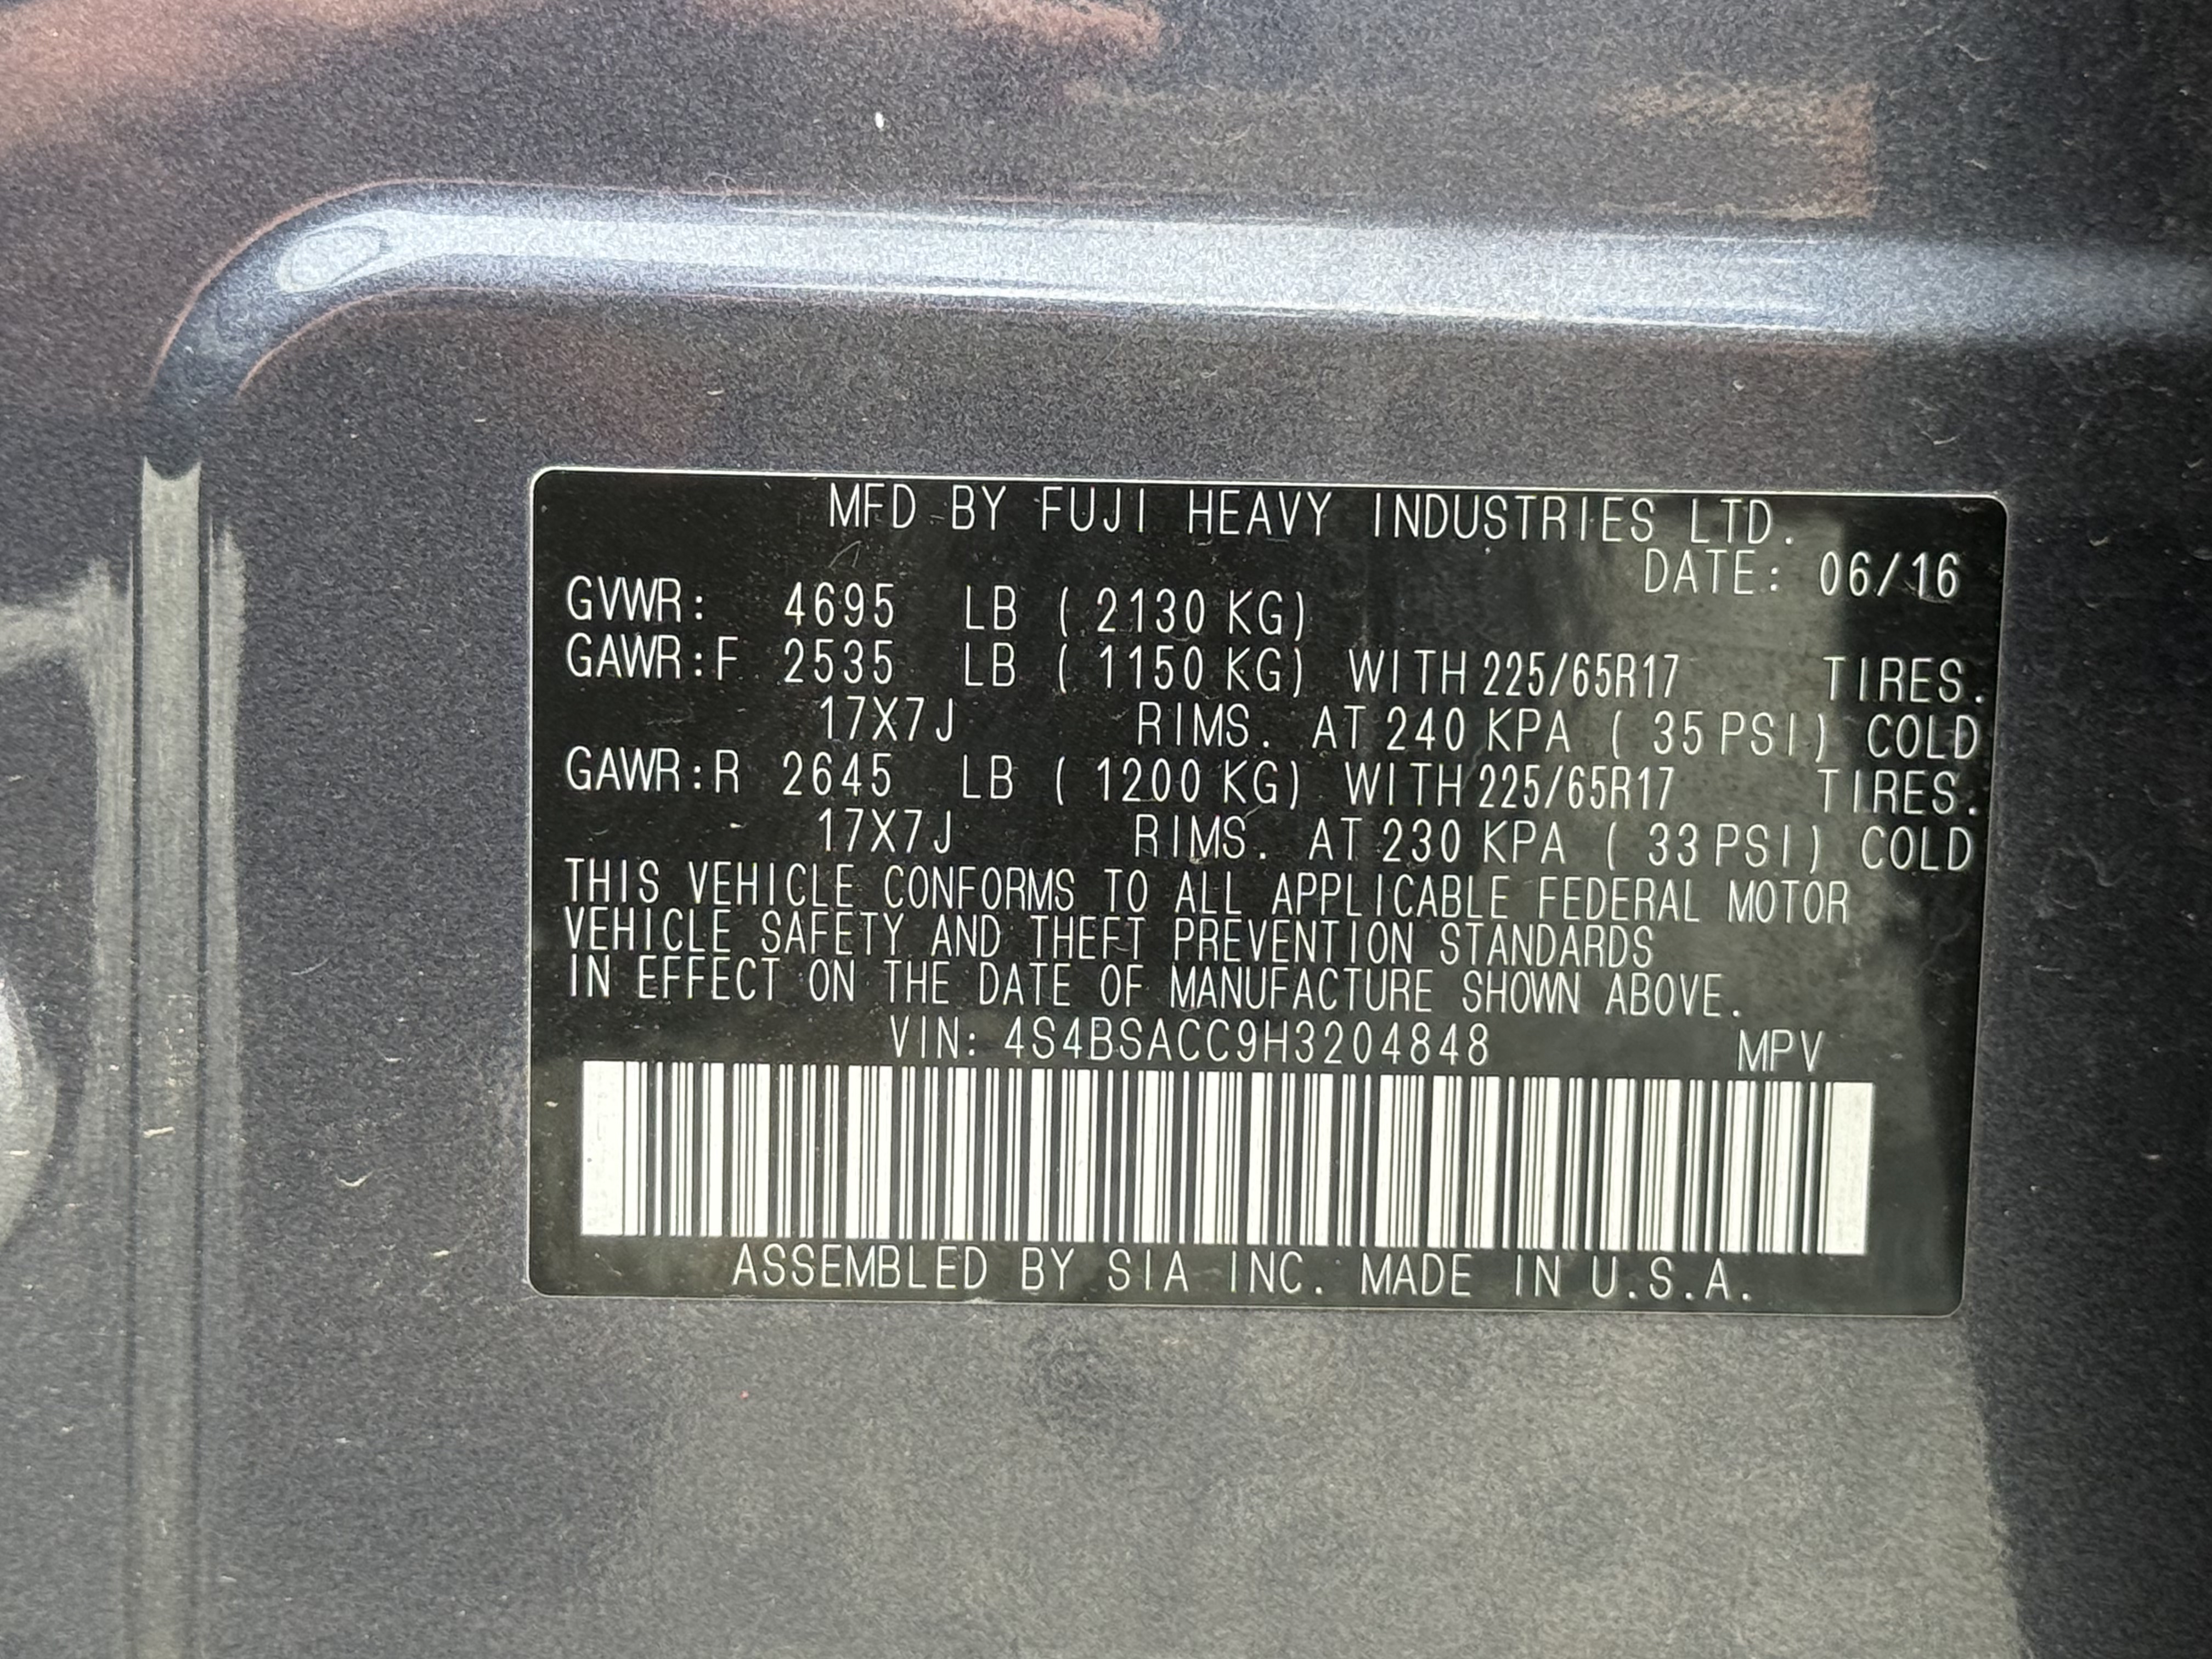 MFD BY FUJI HEAVY INDUSTRIES LTD.
DATE: 06/16
GVWR: 4695 LB ( 2130 KG)
GAWR:F 2535 LB ( 1150 KG) WITH 225/65R17 TIRES.
17X7J RIMS. AT 240 KPA ( 35 PSI) COLD
GAWR:R 2645 LB ( 1200 KG) WITH 225/65R17 TIRES.
17X7J RIMS. AT 230 KPA ( 33 PSI) COLD
THIS VEHICLE CONFORMS TO ALL APPLICABLE FEDERAL MOTOR
VEHICLE SAFETY AND THEFT PREVENTION STANDARDS
IN EFFECT ON THE DATE OF MANUFACTURE SHOWN ABOVE.
VIN: 4S4BSACC9H3204848 MPV
ASSEMBLED BY SIA INC. MADE IN U.S.A.